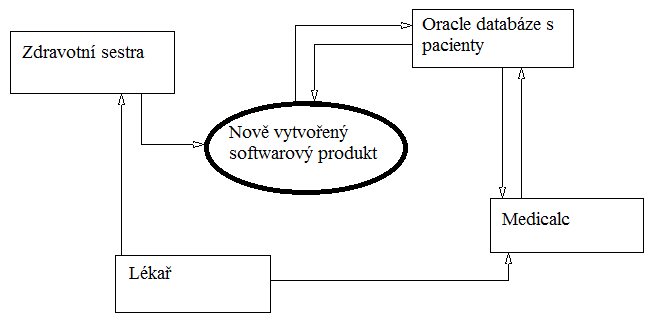 Oracle databáze s
pacienty
Zdravotní sestra
Nově vytvořený
softwarový produkt
Medicalc
Lékař